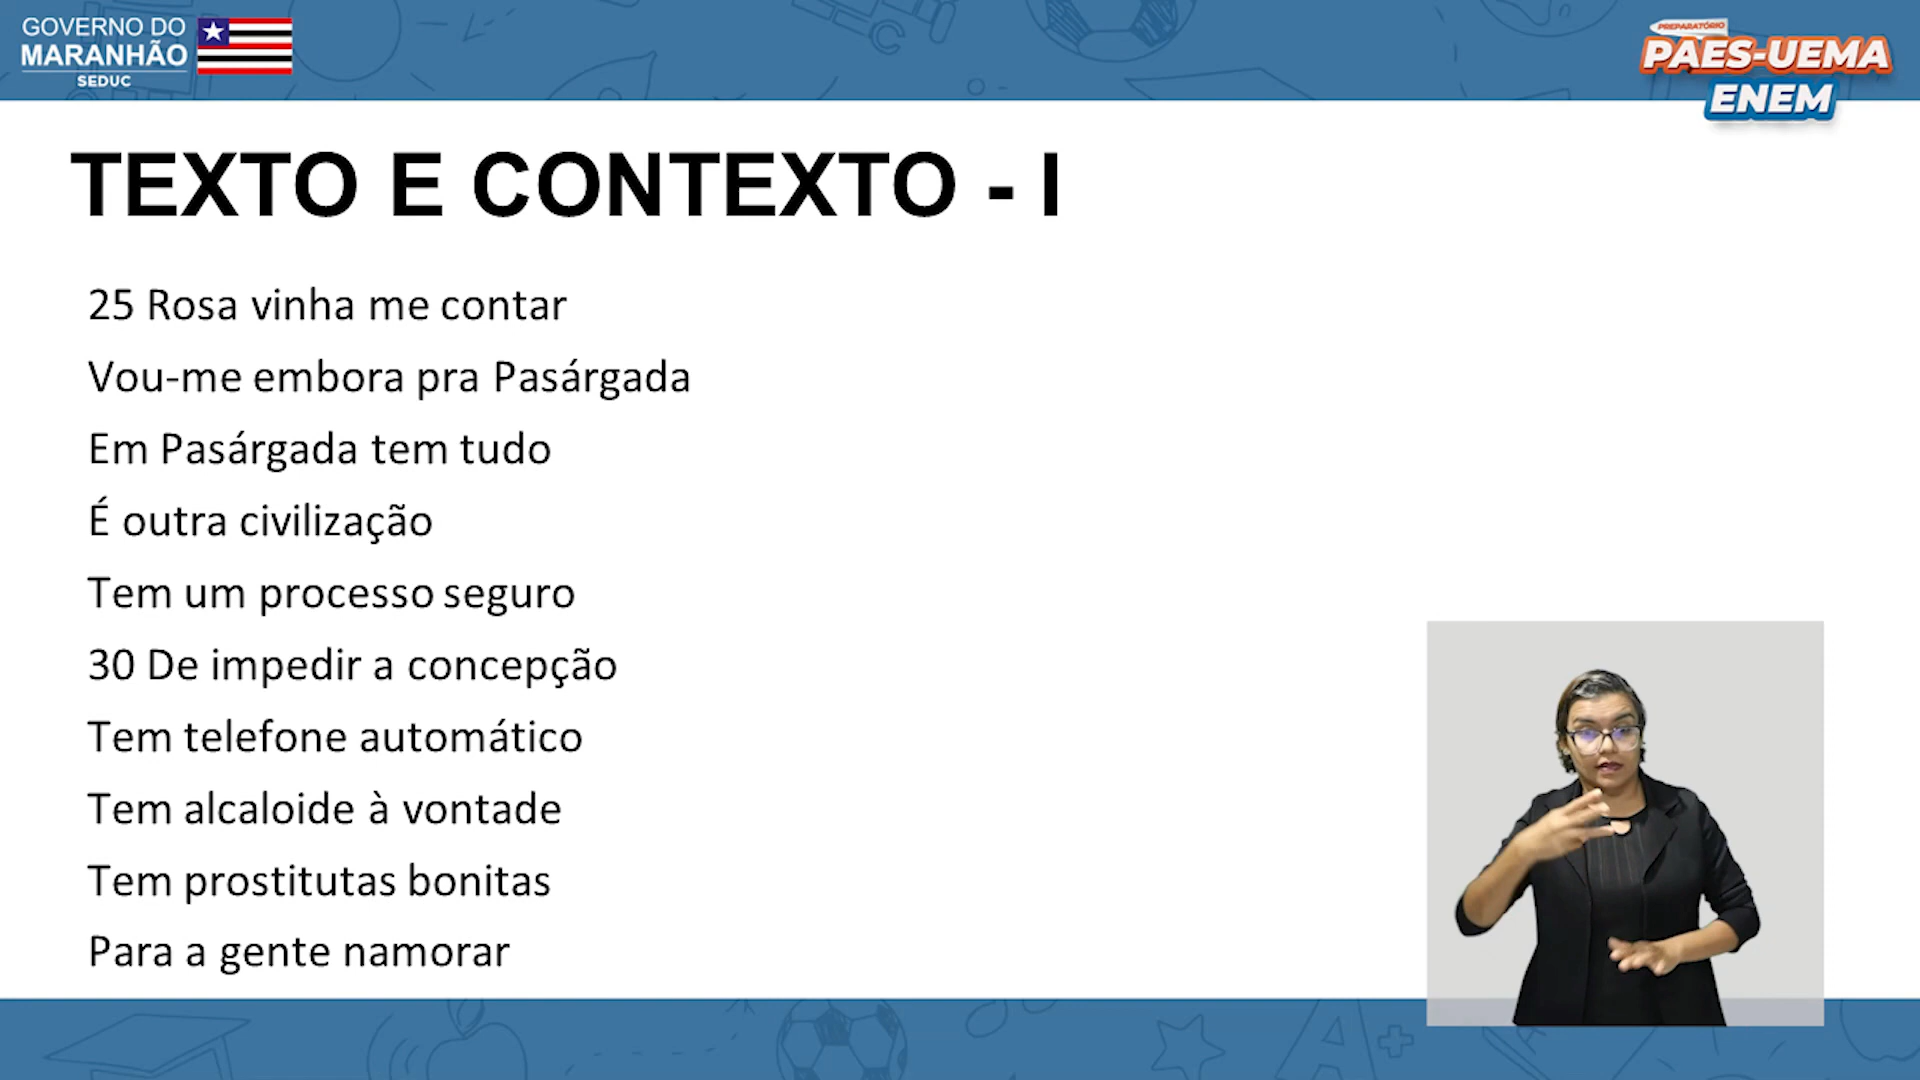 GOVERNO DO
MARANHÃO
SEDUC
PREPARATÓRIO
PAES-UEMA
ENEM
TEXTO E CONTEXTO - I
25 Rosa vinha me contar
Vou-me embora pra Pasárgada
Em Pasárgada tem tudo
É outra civilização
Tem um processo seguro
30 De impedir a concepção
Tem telefone automático
Tem alcaloide à vontade
Tem prostitutas bonitas
Para a gente namorar